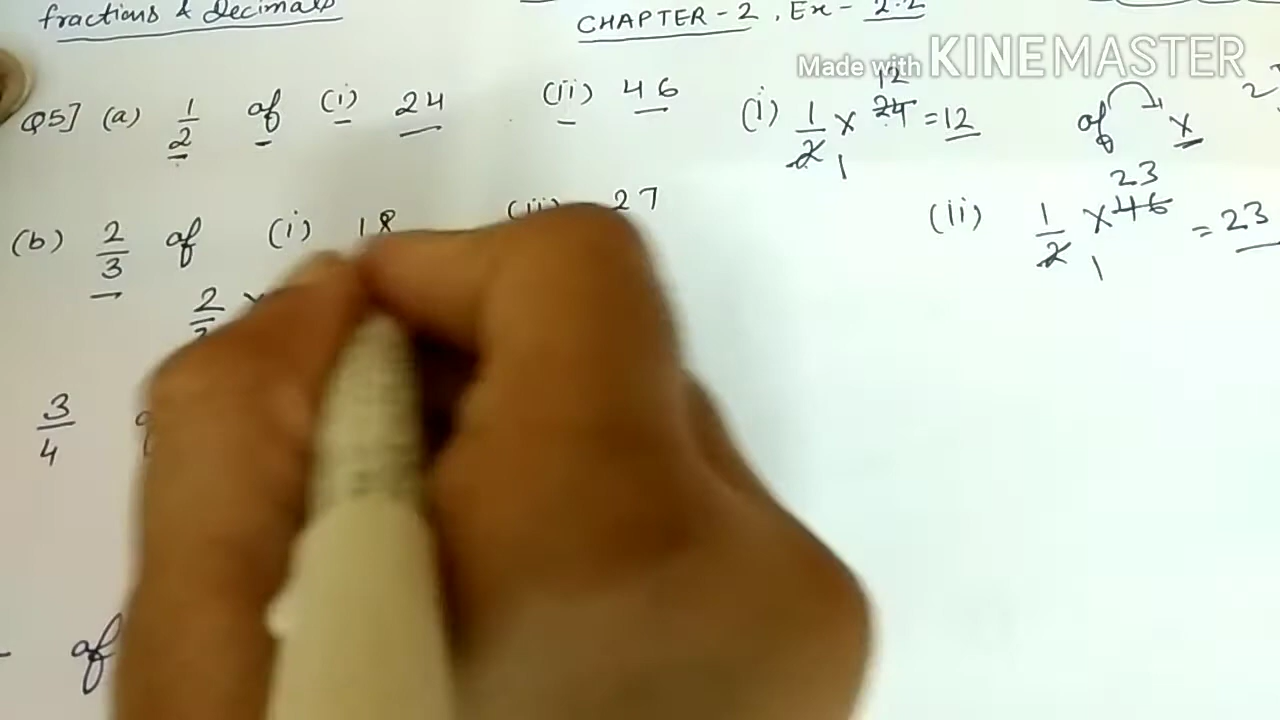 fractions & decimals
CHAPTER-2, Ex- 2.2
Made with KINEMASTER
Q5] (a) 1/2 of (i) 24 (ii) 46
(i) 1/2 x 24 = 12
12
1
of x
(b) 2/3 of (i) 18 (ii) 27
(ii) 1/2 x 46 = 23
23
1
2
3/4
of